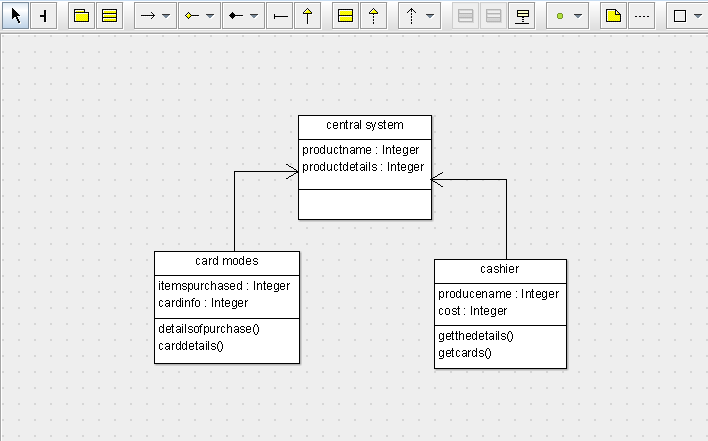 central system
productname : Integer
productdetails : Integer
card modes
itemspurchased : Integer
cardinfo : Integer
detailsofpurchase()
carddetails()
cashier
producename : Integer
cost : Integer
getthedetails()
getcards()